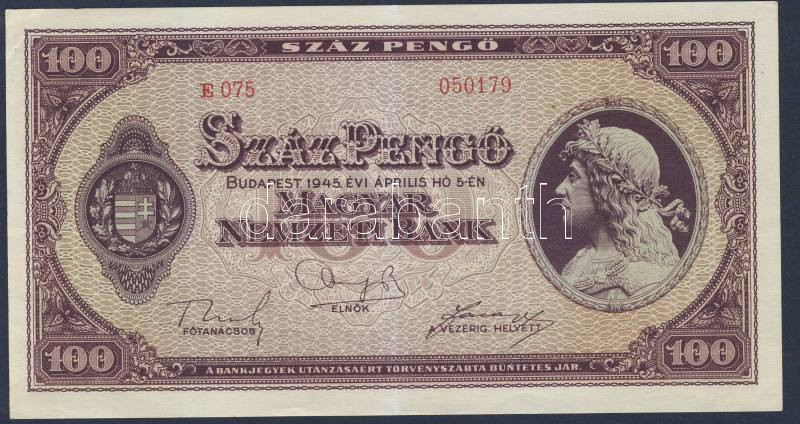 100 SZÁZ PENGŐ 100
E 075 050179
SZÁZ PENGŐ
BUDAPEST, 1945. ÉVI ÁPRILIS HÓ 5-ÉN
MAGYAR
NEMZETI BANK
darabanth
FŐTANÁCSOS
ELNÖK
A VEZÉRIG. HELYETT
100 A BANKJEGYEK UTÁNZÁSÁÉRT TÖRVÉNYSZABTA BÜNTETÉS JÁR. 100